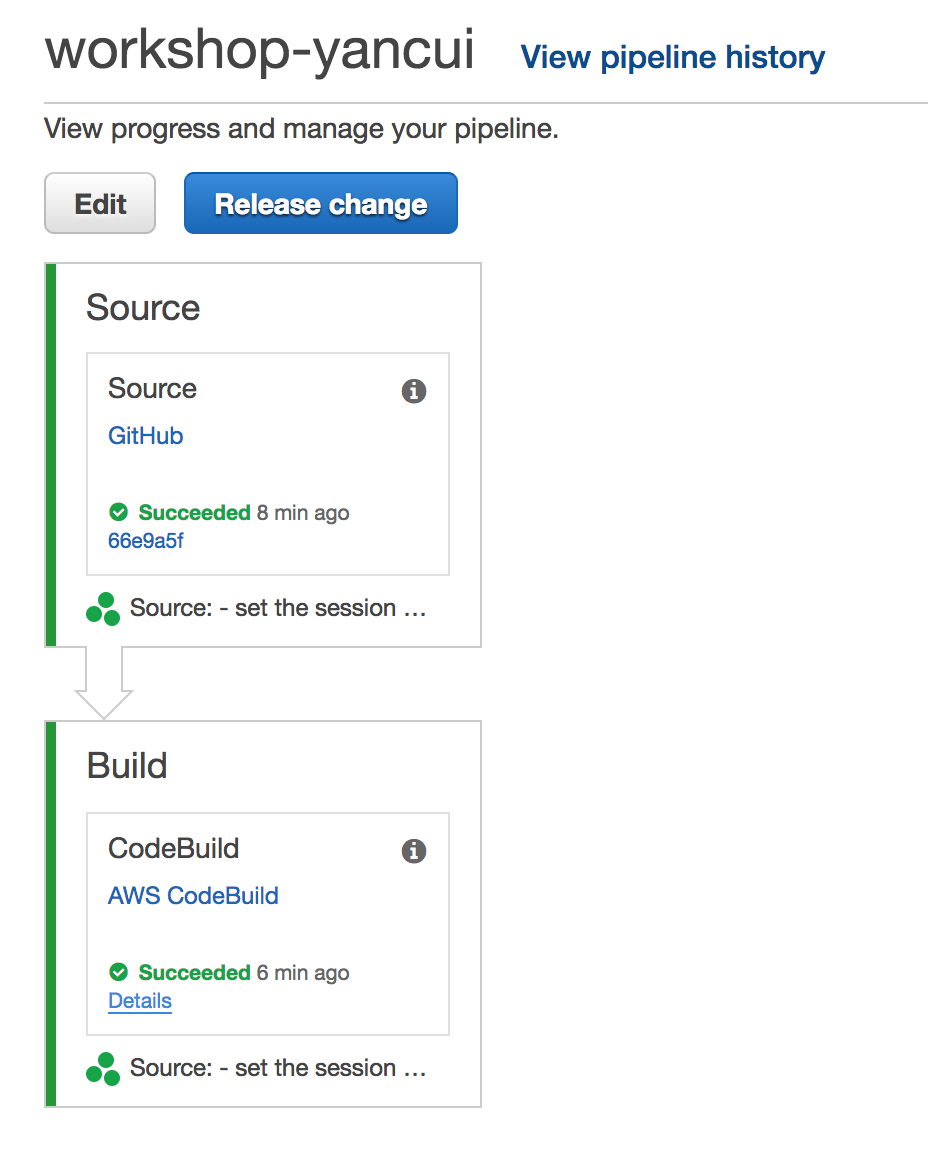 workshop-yancui View pipeline history
View progress and manage your pipeline.
Edit Release change
Source
Source
GitHub
Succeeded 8 min ago
66e9a5f
Source: - set the session ...
Build
CodeBuild
AWS CodeBuild
Succeeded 6 min ago
Details
Source: - set the session ...